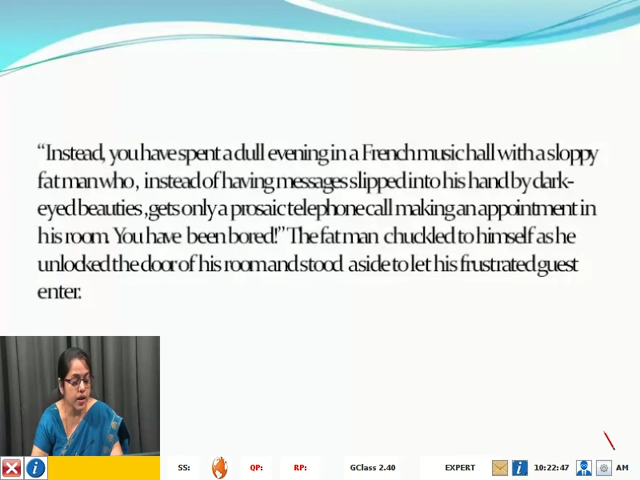 “Instead, you have spent a dull evening in a French music hall with a sloppy
fat man who , instead of having messages slipped into his hand by dark-
eyed beauties ,gets only a prosaic telephone call making an appointment in
his room. You have been bored!” The fat man chuckled to himself as he
unlocked the door of his room and stood aside to let his frustrated guest
enter.
SS: QP: RP: GClass 2.40 EXPERT 10:22:47 AM